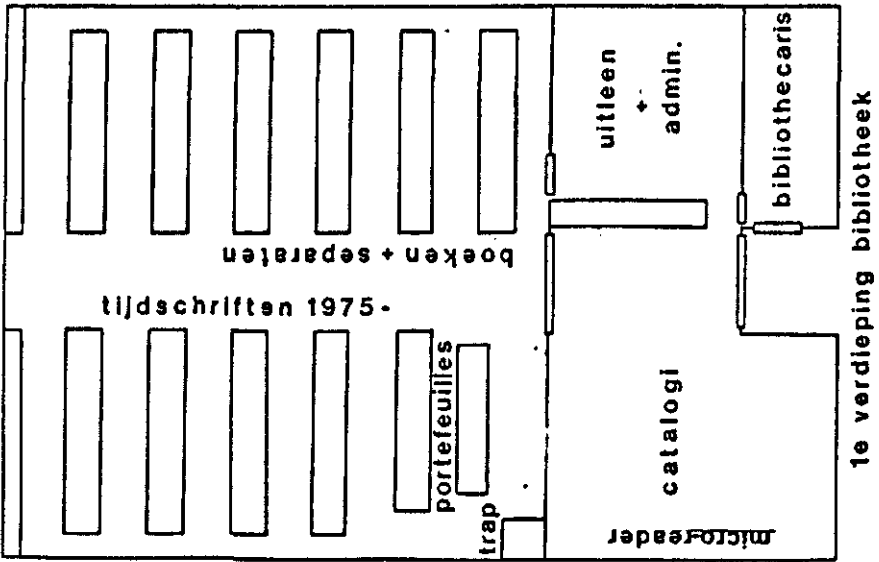 boeken + separaten
tijdschriften 1975-
portefeuilles
trap
uitleen
+
admin.
bibliothecaris
catalogi
microreader
1e verdieping bibliotheek